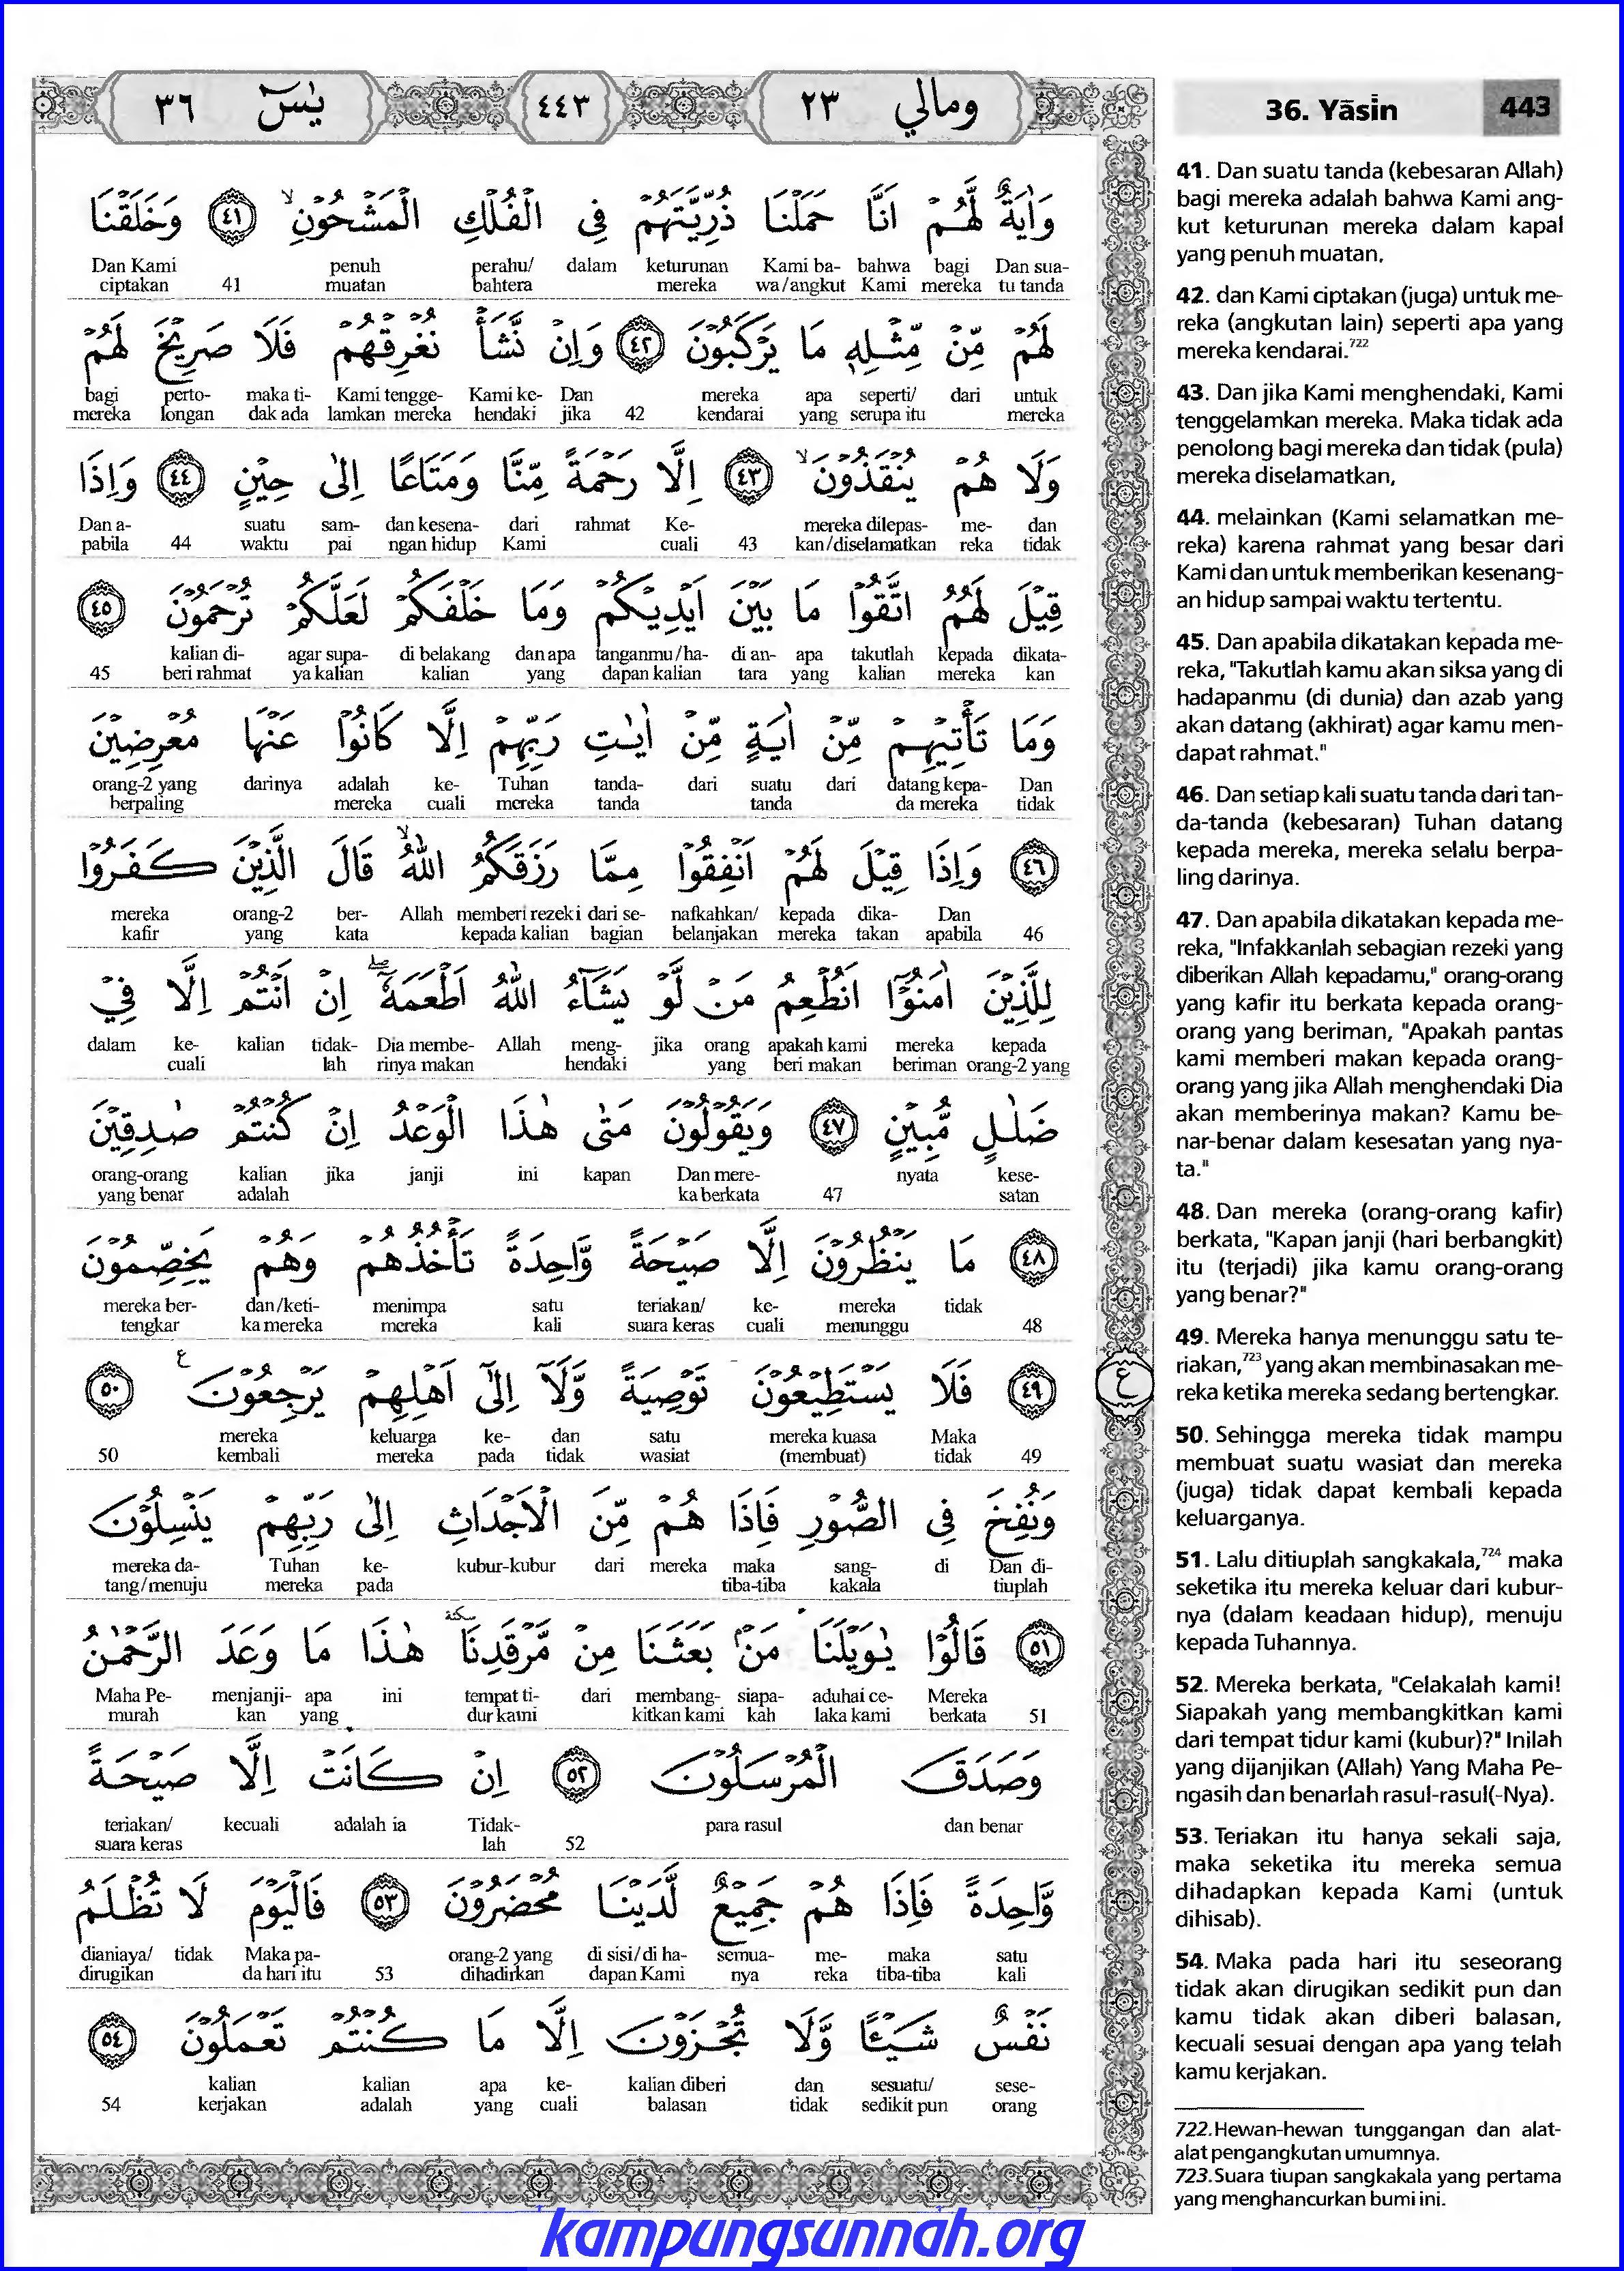 يٰسۤ ٣٦
٤٤٣
ومالي ٢٣
36. Yāsīn 443
وَاٰيَةٌ لَّهُمْ اَنَّا حَمَلْنَا ذُرِّيَّتَهُمْ فِى الْفُلْكِ الْمَشْحُوْنِۙ ﴿٤١﴾ وَخَلَقْنَا
Dan Kami penuh perahu/ dalam keturunan Kami ba- bahwa bagi Dan sua-
ciptakan 41 muatan bahtera mereka wa/angkut Kami mereka tu tanda
لَهُمْ مِّنْ مِّثْلِهٖ مَا يَرْكَبُوْنَ ﴿٤٢﴾ وَاِنْ نَّشَأْ نُغْرِقْهُمْ فَلَا صَرِيْخَ لَهُمْ
bagi perto- maka ti- Kami tengge- Kami ke- Dan mereka apa seperti/ dari untuk
mereka longan dak ada lamkan mereka hendaki jika 42 kendarai yang serupa itu mereka
وَلَا هُمْ يُنْقَذُوْنَۙ ﴿٤٣﴾ اِلَّا رَحْمَةً مِّنَّا وَمَتَاعًا اِلٰى حِيْنٍ ﴿٤٤﴾ وَاِذَا
Dan a- suatu sam- dan kesena- dari rahmat Ke- mereka dilepas- me- dan
pabila 44 waktu pai ngan hidup Kami cuali 43 kan/diselamatkan reka tidak
قِيْلَ لَهُمُ اتَّقُوْا مَا بَيْنَ اَيْدِيْكُمْ وَمَا خَلْفَكُمْ لَعَلَّكُمْ تُرْحَمُوْنَ ﴿٤٥﴾
kalian di- agar supa- di belakang dan apa tanganmu/ha- di an- apa takutlah kepada dikata-
45 beri rahmat ya kalian kalian yang dapan kalian tara yang kalian mereka kan
وَمَا تَأْتِيْهِمْ مِّنْ اٰيَةٍ مِّنْ اٰيٰتِ رَبِّهِمْ اِلَّا كَانُوْا عَنْهَا مُعْرِضِيْنَ
orang-2 yang darinya adalah ke- Tuhan tanda- dari suatu dari datang kepa- Dan
berpaling mereka cuali mereka tanda tanda da mereka tidak
﴿٤٦﴾ وَاِذَا قِيْلَ لَهُمْ اَنْفِقُوْا مِمَّا رَزَقَكُمُ اللّٰهُۙ قَالَ الَّذِيْنَ كَفَرُوْا
mereka orang-2 ber- Allah memberi rezeki dari se- nafkahkan/ kepada dika- Dan
kafir yang kata kepada kalian bagian belanjakan mereka takan apabila 46
لِلَّذِيْنَ اٰمَنُوْٓا اَنُطْعِمُ مَنْ لَّوْ يَشَاۤءُ اللّٰهُ اَطْعَمَهٗٓۖ اِنْ اَنْتُمْ اِلَّا فِيْ
dalam ke- kalian tidak- Dia membe- Allah meng- jika orang apakah kami mereka kepada
cuali lah rinya makan hendaki yang beri makan beriman orang-2 yang
ضَلٰلٍ مُّبِيْنٍ ﴿٤٧﴾ وَيَقُوْلُوْنَ مَتٰى هٰذَا الْوَعْدُ اِنْ كُنْتُمْ صٰدِقِيْنَ
orang-orang kalian jika janji ini kapan Dan mere- nyata kese-
yang benar adalah ka berkata 47 satan
﴿٤٨﴾ مَا يَنْظُرُوْنَ اِلَّا صَيْحَةً وَّاحِدَةً تَأْخُذُهُمْ وَهُمْ يَخِصِّمُوْنَ
mereka ber- dan/keti- menimpa satu teriakan/ ke- mereka tidak
tengkar ka mereka mereka kali suara keras cuali menunggu 48
﴿٤٩﴾ فَلَا يَسْتَطِيْعُوْنَ تَوْصِيَةً وَّلَآ اِلٰٓى اَهْلِهِمْ يَرْجِعُوْنَ ࣖ ﴿٥٠﴾
mereka keluarga ke- dan satu mereka kuasa Maka
50 kembali mereka pada tidak wasiat (membuat) tidak 49
ع
وَنُفِخَ فِى الصُّوْرِ فَاِذَا هُمْ مِّنَ الْاَجْدَاثِ اِلٰى رَبِّهِمْ يَنْسِلُوْنَ
mereka da- Tuhan ke- kubur-kubur dari mereka maka sang- di Dan di-
tang/menuju mereka pada tiba-tiba kakala tiuplah
﴿٥١﴾ قَالُوْا يٰوَيْلَنَا مَنْۢ بَعَثَنَا مِنْ مَّرْقَدِنَا سكتة هٰذَا مَا وَعَدَ الرَّحْمٰنُ
Maha Pe- menjanji- apa ini tempat ti- dari membang- siapa- aduhai ce- Mereka
murah kan yang dur kami kitkan kami kah laka kami berkata 51
وَصَدَقَ الْمُرْسَلُوْنَ ﴿٥٢﴾ اِنْ كَانَتْ اِلَّا صَيْحَةً
teriakan/ kecuali adalah ia Tidak- para rasul dan benar
suara keras lah 52
وَّاحِدَةً فَاِذَا هُمْ جَمِيْعٌ لَّدَيْنَا مُحْضَرُوْنَ ﴿٥٣﴾ فَالْيَوْمَ لَا تُظْلَمُ
dianiaya/ tidak Maka pa- orang-2 yang di sisi/di ha- semua- me- maka satu
dirugikan da hari itu 53 dihadirkan dapan Kami nya reka tiba-tiba kali
نَفْسٌ شَيْـًٔا وَّلَا تُجْزَوْنَ اِلَّا مَا كُنْتُمْ تَعْمَلُوْنَ ﴿٥٤﴾
kalian kalian apa ke- kalian diberi dan sesuatu/ sese-
54 kerjakan adalah yang cuali balasan tidak sedikit pun orang
41. Dan suatu tanda (kebesaran Allah)
bagi mereka adalah bahwa Kami ang-
kut keturunan mereka dalam kapal
yang penuh muatan,
42. dan Kami ciptakan (juga) untuk me-
reka (angkutan lain) seperti apa yang
mereka kendarai.722
43. Dan jika Kami menghendaki, Kami
tenggelamkan mereka. Maka tidak ada
penolong bagi mereka dan tidak (pula)
mereka diselamatkan,
44. melainkan (Kami selamatkan me-
reka) karena rahmat yang besar dari
Kami dan untuk memberikan kesenang-
an hidup sampai waktu tertentu.
45. Dan apabila dikatakan kepada me-
reka, "Takutlah kamu akan siksa yang di
hadapanmu (di dunia) dan azab yang
akan datang (akhirat) agar kamu men-
dapat rahmat."
46. Dan setiap kali suatu tanda dari tan-
da-tanda (kebesaran) Tuhan datang
kepada mereka, mereka selalu berpa-
ling darinya.
47. Dan apabila dikatakan kepada me-
reka, "Infakkanlah sebagian rezeki yang
diberikan Allah kepadamu," orang-orang
yang kafir itu berkata kepada orang-
orang yang beriman, "Apakah pantas
kami memberi makan kepada orang-
orang yang jika Allah menghendaki Dia
akan memberinya makan? Kamu be-
nar-benar dalam kesesatan yang nya-
ta."
48. Dan mereka (orang-orang kafir)
berkata, "Kapan janji (hari berbangkit)
itu (terjadi) jika kamu orang-orang
yang benar?"
49. Mereka hanya menunggu satu te-
riakan,723 yang akan membinasakan me-
reka ketika mereka sedang bertengkar.
50. Sehingga mereka tidak mampu
membuat suatu wasiat dan mereka
(juga) tidak dapat kembali kepada
keluarganya.
51. Lalu ditiuplah sangkakala,724 maka
seketika itu mereka keluar dari kubur-
nya (dalam keadaan hidup), menuju
kepada Tuhannya.
52. Mereka berkata, "Celakalah kami!
Siapakah yang membangkitkan kami
dari tempat tidur kami (kubur)?" Inilah
yang dijanjikan (Allah) Yang Maha Pe-
ngasih dan benarlah rasul-rasul(-Nya).
53. Teriakan itu hanya sekali saja,
maka seketika itu mereka semua
dihadapkan kepada Kami (untuk
dihisab).
54. Maka pada hari itu seseorang
tidak akan dirugikan sedikit pun dan
kamu tidak akan diberi balasan,
kecuali sesuai dengan apa yang telah
kamu kerjakan.
722.Hewan-hewan tunggangan dan alat-
alat pengangkutan umumnya.
723.Suara tiupan sangkakala yang pertama
yang menghancurkan bumi ini.
kampungsunnah.org